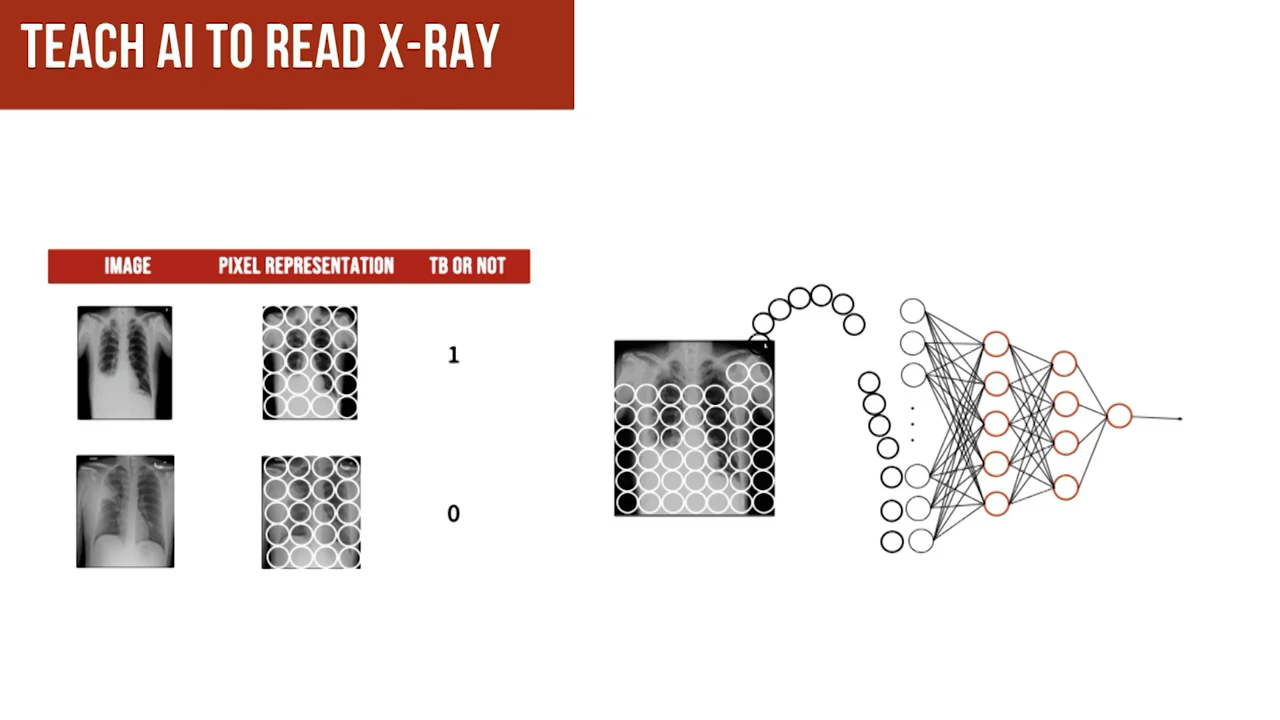 TEACH AI TO READ X-RAY
IMAGE PIXEL REPRESENTATION TB OR NOT
1
0